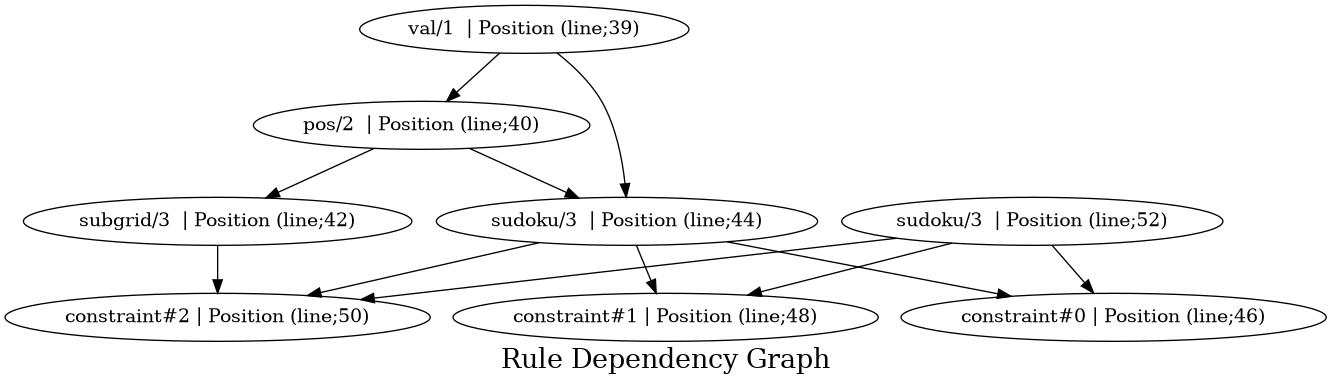 val/1  | Position (line;39)
pos/2  | Position (line;40)
subgrid/3  | Position (line;42)
sudoku/3  | Position (line;44)
sudoku/3  | Position (line;52)
constraint#2 | Position (line;50)
constraint#1 | Position (line;48)
constraint#0 | Position (line;46)
Rule Dependency Graph